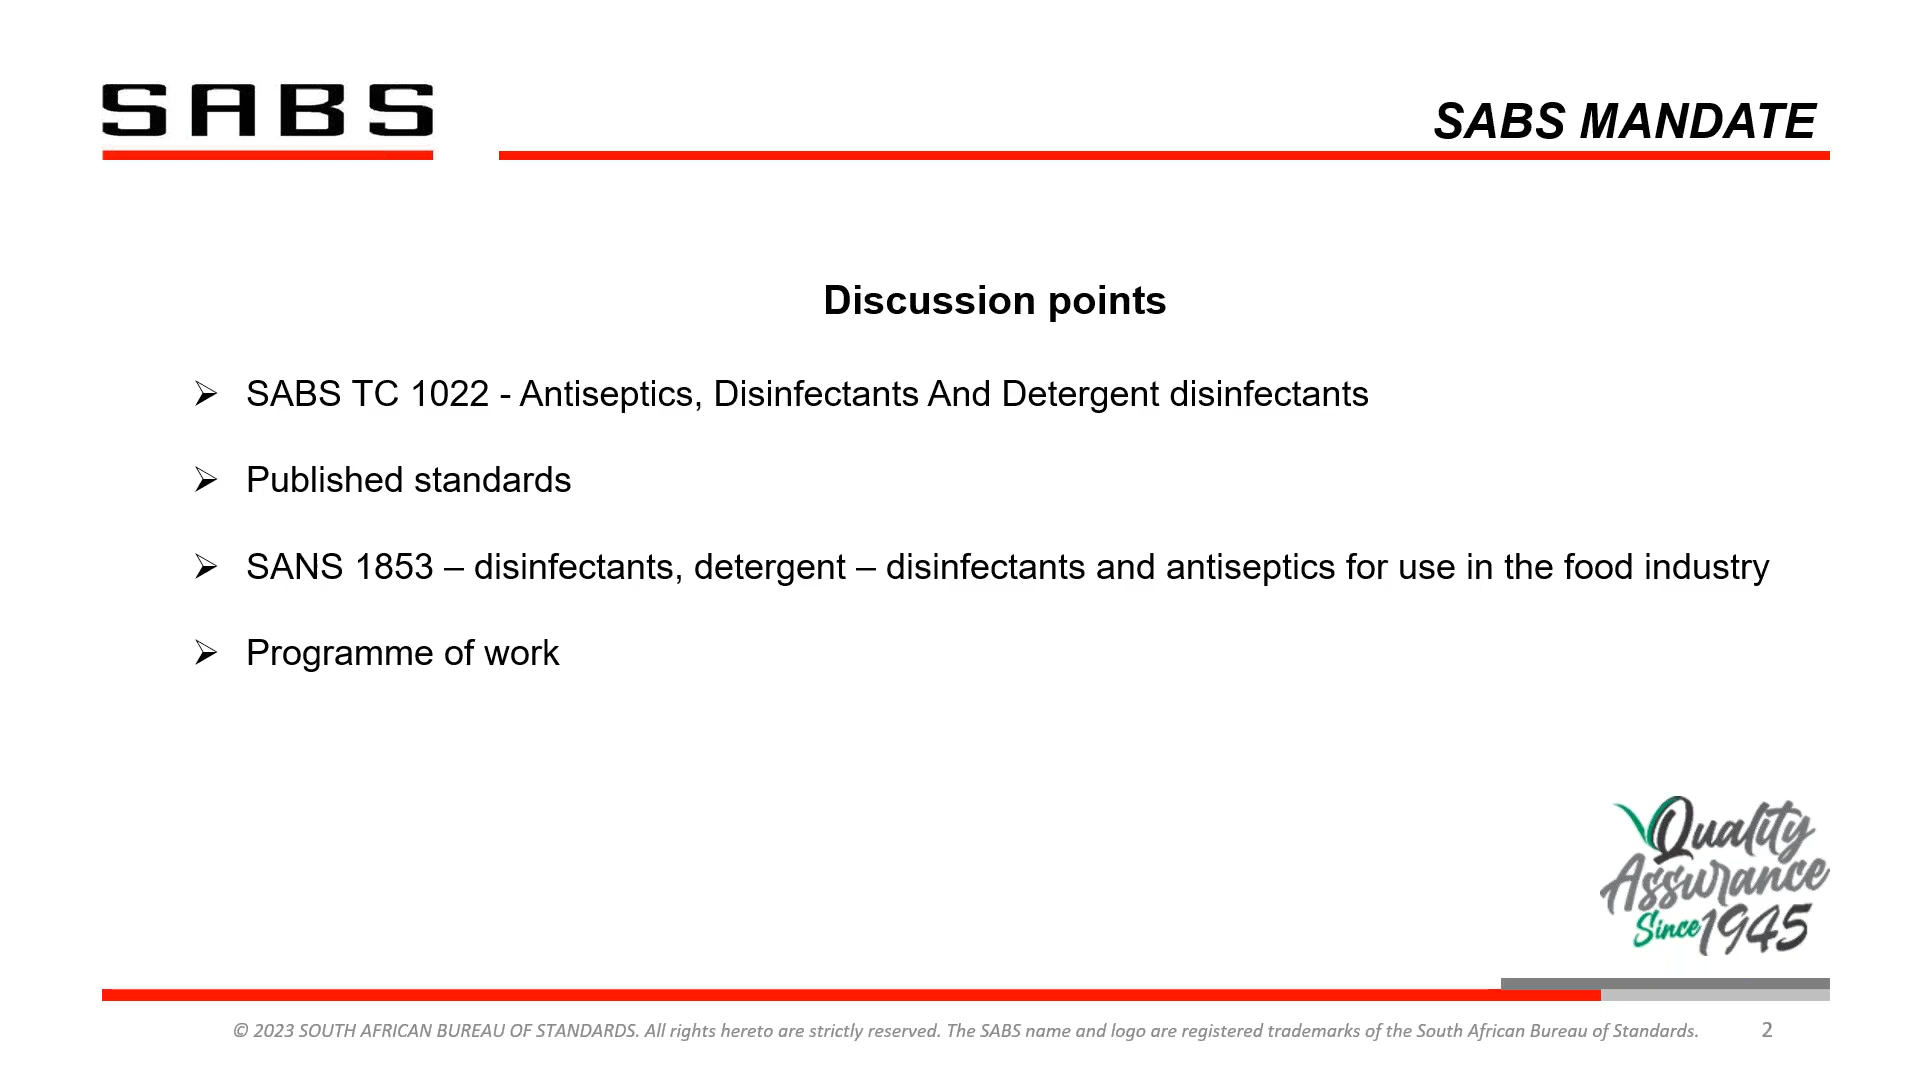 SABS
SABS MANDATE
Discussion points
➢ SABS TC 1022 - Antiseptics, Disinfectants And Detergent disinfectants
➢ Published standards
➢ SANS 1853 – disinfectants, detergent – disinfectants and antiseptics for use in the food industry
➢ Programme of work
Quality
Assurance
Since 1945
© 2023 SOUTH AFRICAN BUREAU OF STANDARDS. All rights hereto are strictly reserved. The SABS name and logo are registered trademarks of the South African Bureau of Standards.
2